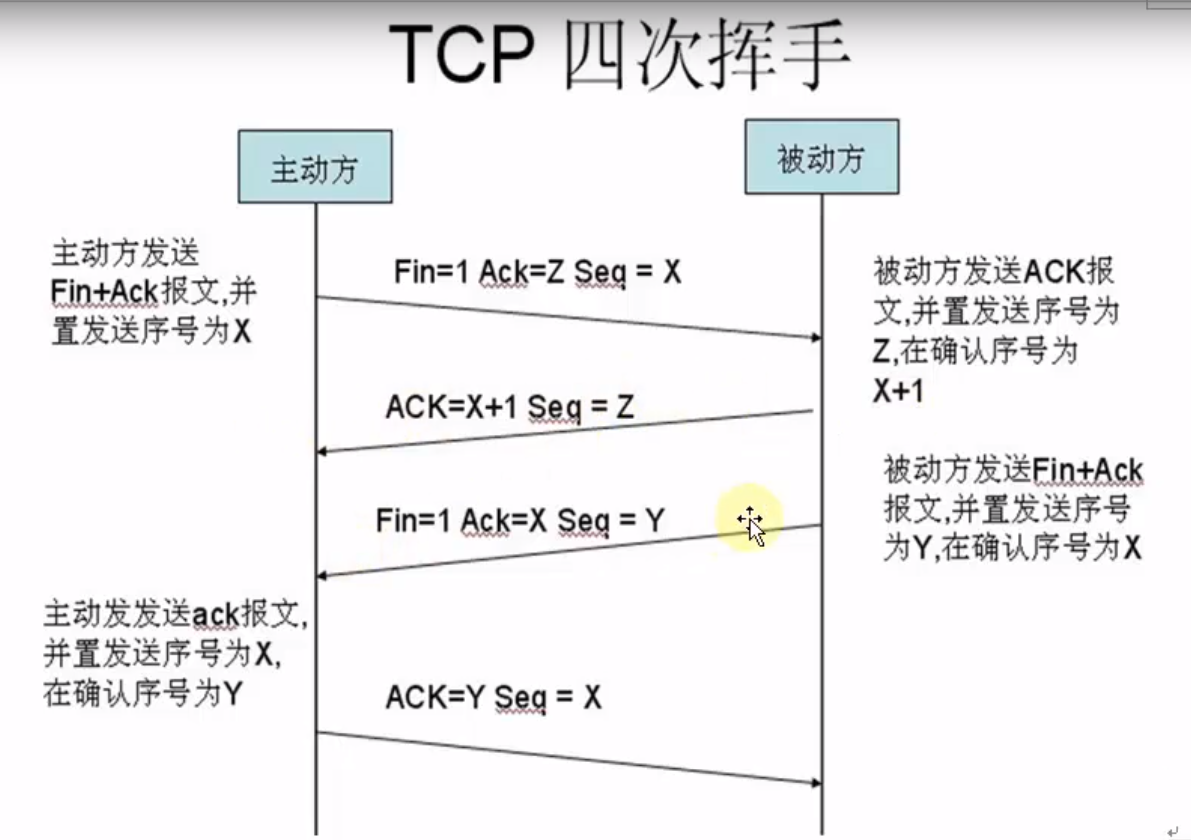 TCP 四次挥手
主动方
被动方
主动方发送
Fin+Ack报文,并
置发送序号为X
Fin=1 Ack=Z Seq = X
被动方发送ACK报
文,并置发送序号为
Z,在确认序号为
X+1
ACK=X+1 Seq = Z
被动方发送Fin+Ack
报文,并置发送序号
为Y,在确认序号为X
Fin=1 Ack=X Seq = Y
主动发发送ack报文,
并置发送序号为X,
在确认序号为Y
ACK=Y Seq = X